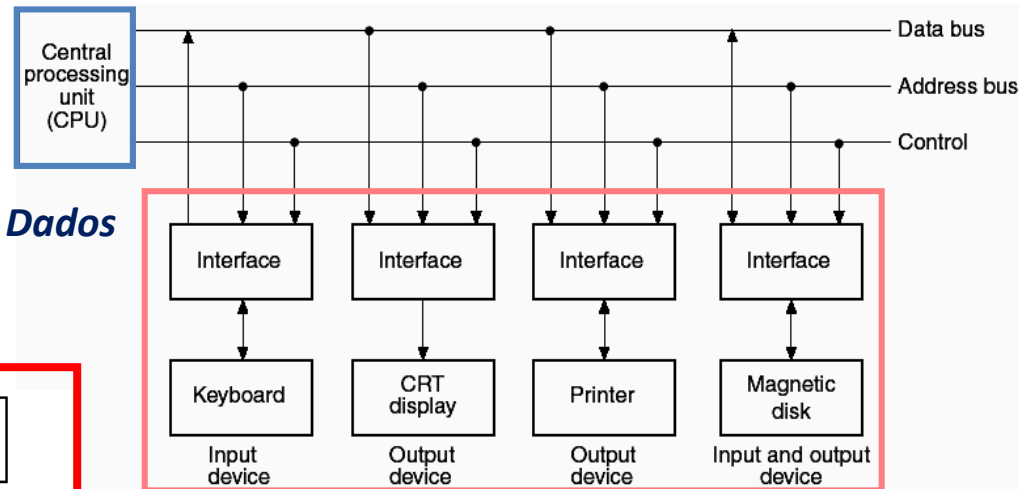 Central
processing
unit
(CPU)
Data bus
Address bus
Control
Dados
Interface
Interface
Interface
Interface
Keyboard
CRT
display
Printer
Magnetic
disk
Input
device
Output
device
Output
device
Input and output
device